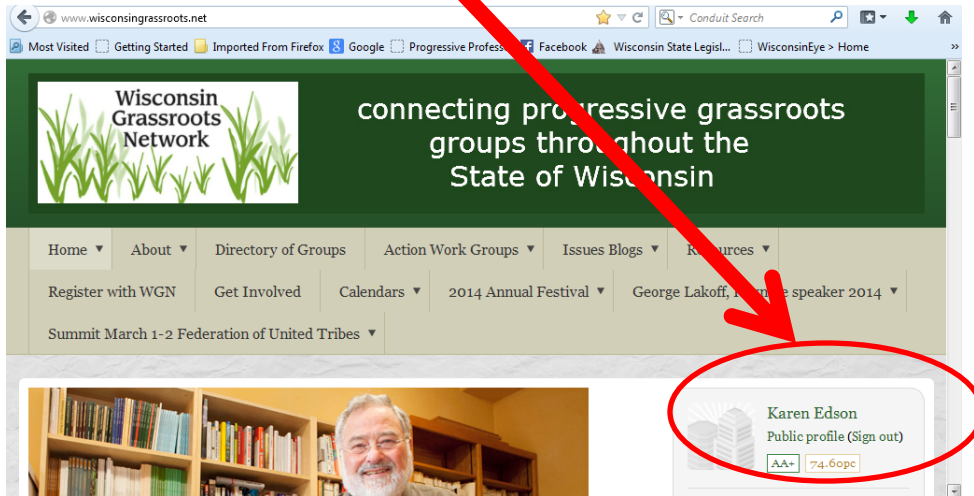 www.wisconsingrassroots.net
Conduit Search
Most Visited Getting Started Imported From Firefox Google Progressive Facebook Wisconsin State Legisl... WisconsinEye > Home »
Wisconsin
Grassroots
Network
connecting progressive grassroots
groups throughout the
State of Wisconsin
Home ▼ About ▼ Directory of Groups Action Work Groups ▼ Issues Blogs ▼ Resources ▼
Register with WGN Get Involved Calendars ▼ 2014 Annual Festival ▼ George Lakoff, speaker 2014 ▼
Summit March 1-2 Federation of United Tribes ▼
Karen Edson
Public profile (Sign out)
AA+ 74.60pc